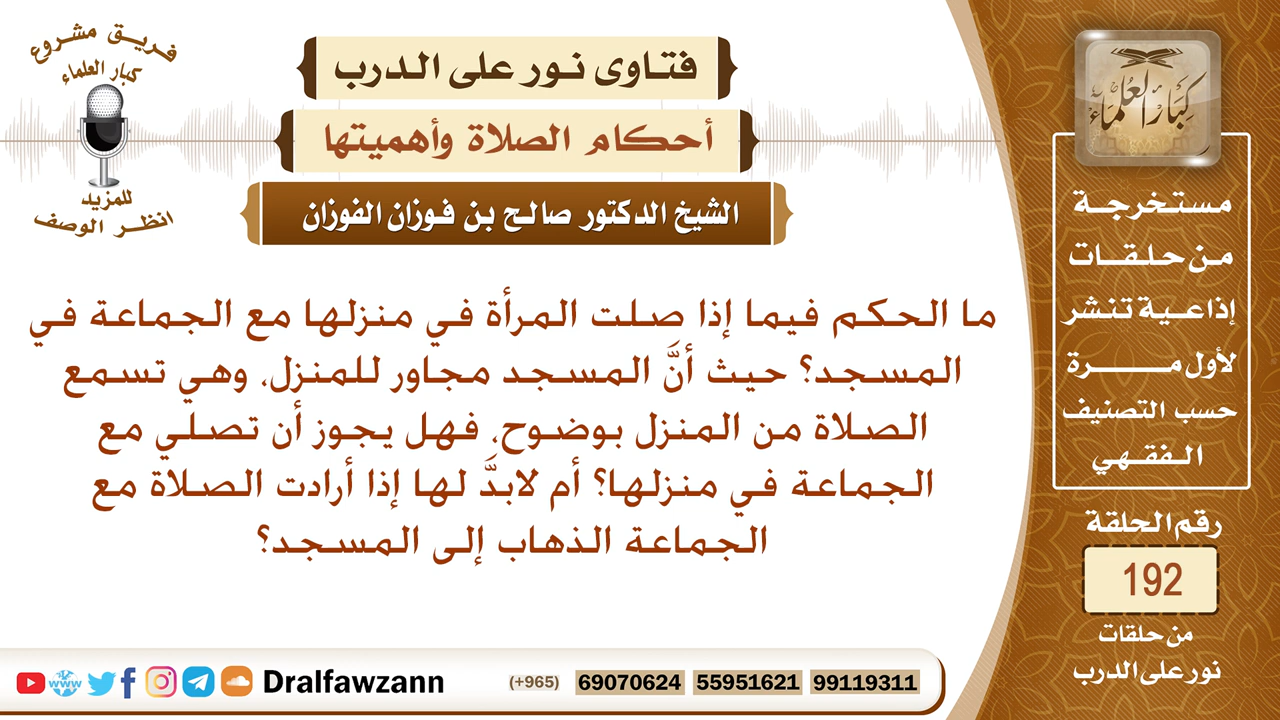 فريق مشروع
كبار العلماء
للمزيد
انظر الوصف
فتاوى نور على الدرب
أحكام الصلاة وأهميتها
الشيخ الدكتور صالح بن فوزان الفوزان
ما الحكم فيما إذا صلت المرأة في منزلها مع الجماعة في
المسجد؟ حيث أنَّ المسجد مجاور للمنزل، وهي تسمع
الصلاة من المنزل بوضوح، فهل يجوز أن تصلي مع
الجماعة في منزلها؟ أم لابدَّ لها إذا أرادت الصلاة مع
الجماعة الذهاب إلى المسجد؟
كبار العلماء
مستخرجة
من حلقات
إذاعية تنشر
لأول مرة
حسب التصنيف
الفقهي
رقم الحلقة
192
من حلقات
نور على الدرب
www Dralfawzann (+965) 69070624 55951621 99119311